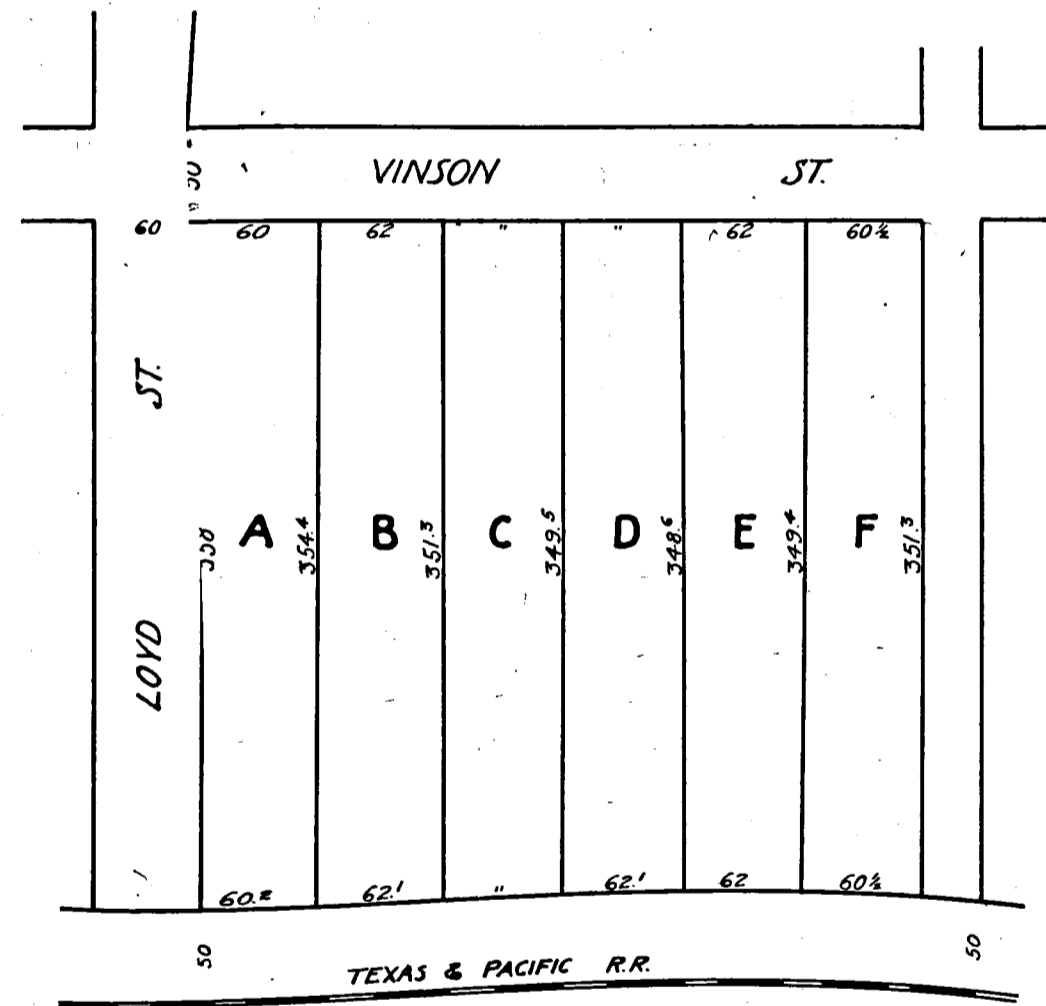 VINSON ST.
60 60 62 " " 62 60½
LOYD ST.
A 354.4 B 351.3 C 349.5 D 348.6 E 349.4 F 351.3
60.2 62.1 " 62.1 62 60½
50 50
TEXAS & PACIFIC R.R.